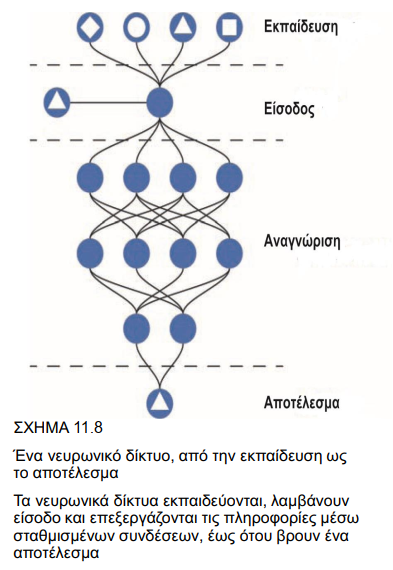 Εκπαίδευση
Είσοδος
Αναγνώριση
Αποτέλεσμα
ΣΧΗΜΑ 11.8
Ένα νευρωνικό δίκτυο, από την εκπαίδευση ως
το αποτέλεσμα
Τα νευρωνικά δίκτυα εκπαιδεύονται, λαμβάνουν
είσοδο και επεξεργάζονται τις πληροφορίες μέσω
σταθμισμένων συνδέσεων, έως ότου βρουν ένα
αποτέλεσμα